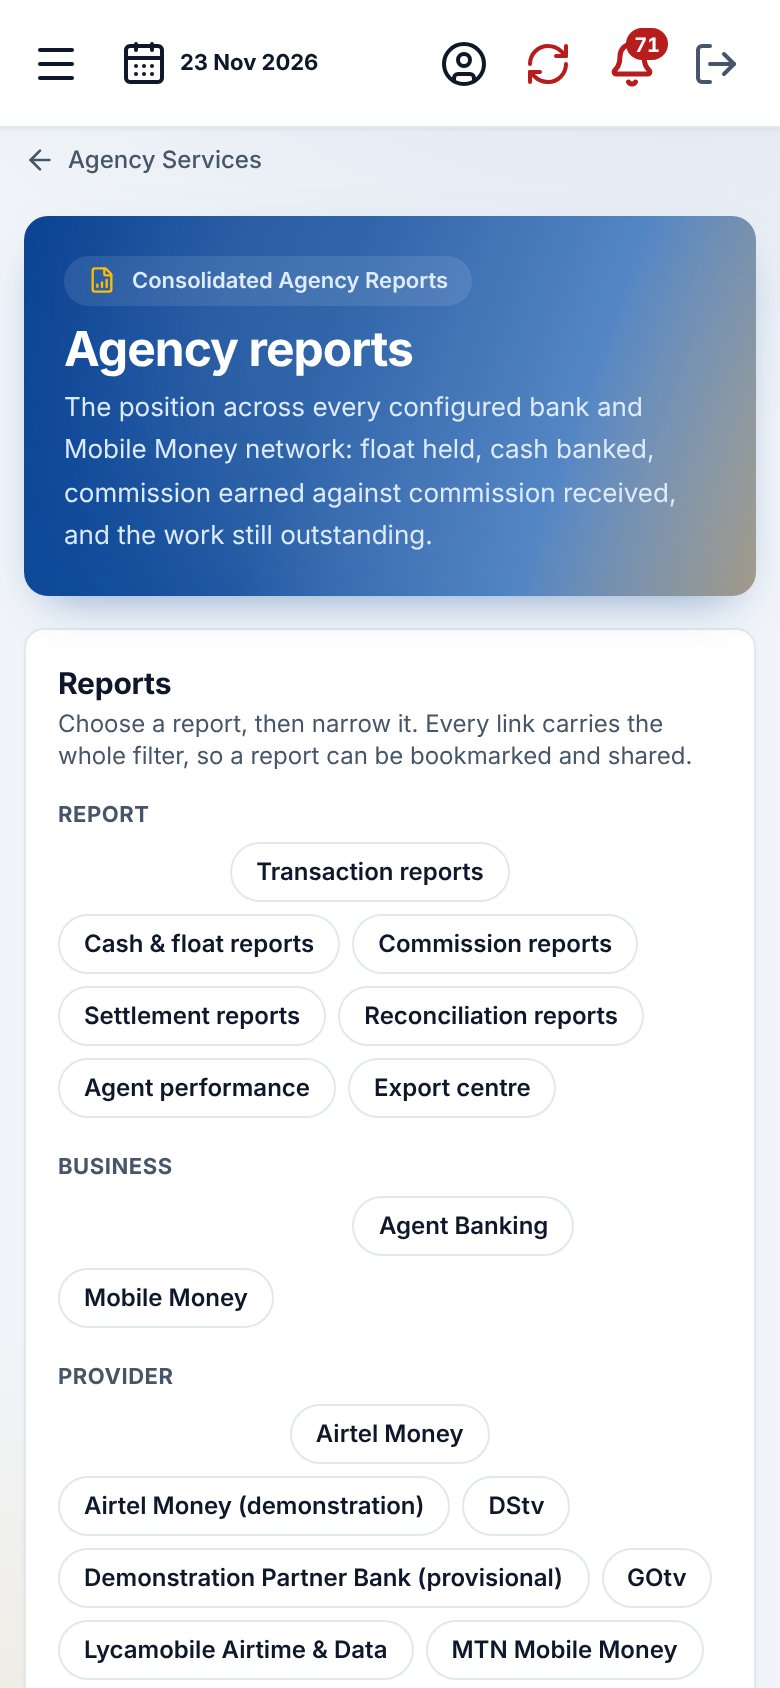 23 Nov 2026
71
Agency Services
Consolidated Agency Reports
Agency reports
The position across every configured bank and
Mobile Money network: float held, cash banked,
commission earned against commission received,
and the work still outstanding.
Reports
Choose a report, then narrow it. Every link carries the
whole filter, so a report can be bookmarked and shared.
REPORT
Transaction reports
Cash & float reports Commission reports
Settlement reports Reconciliation reports
Agent performance Export centre
BUSINESS
Agent Banking
Mobile Money
PROVIDER
Airtel Money
Airtel Money (demonstration) DStv
Demonstration Partner Bank (provisional) GOtv
Lycamobile Airtime & Data MTN Mobile Money